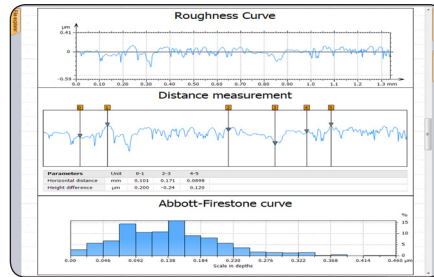 Roughness Curve
µm
0.41
0
-0.59
0.0 0.10 0.20 0.30 0.40 0.50 0.60 0.70 0.80 0.90 1.0 1.1 1.2 1.3 mm
Distance measurement
Parameters Unit 0-1 2-3 4-5
Horizontal distance mm 0.101 0.171 0.0898
Height difference µm 0.200 -0.24 0.120
Abbott-Firestone curve
%
15
10
5
0
0.00 0.046 0.092 0.138 0.184 0.230 0.276 0.322 0.368 0.414 0.460 µm
Scale in depths